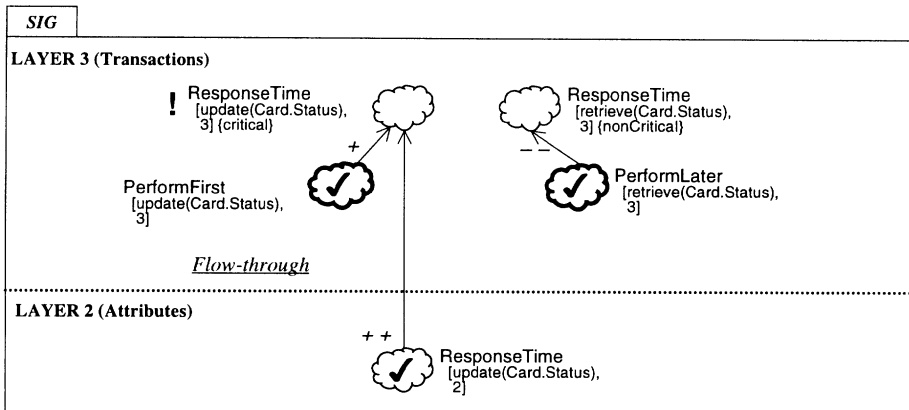 SIG
LAYER 3 (Transactions)
! ResponseTime
[update(Card.Status),
3] {critical}
ResponseTime
[retrieve(Card.Status),
3] {nonCritical}
+
– –
PerformFirst
[update(Card.Status),
3]
PerformLater
[retrieve(Card.Status),
3]
Flow-through
LAYER 2 (Attributes)
+ +
ResponseTime
[update(Card.Status),
2]